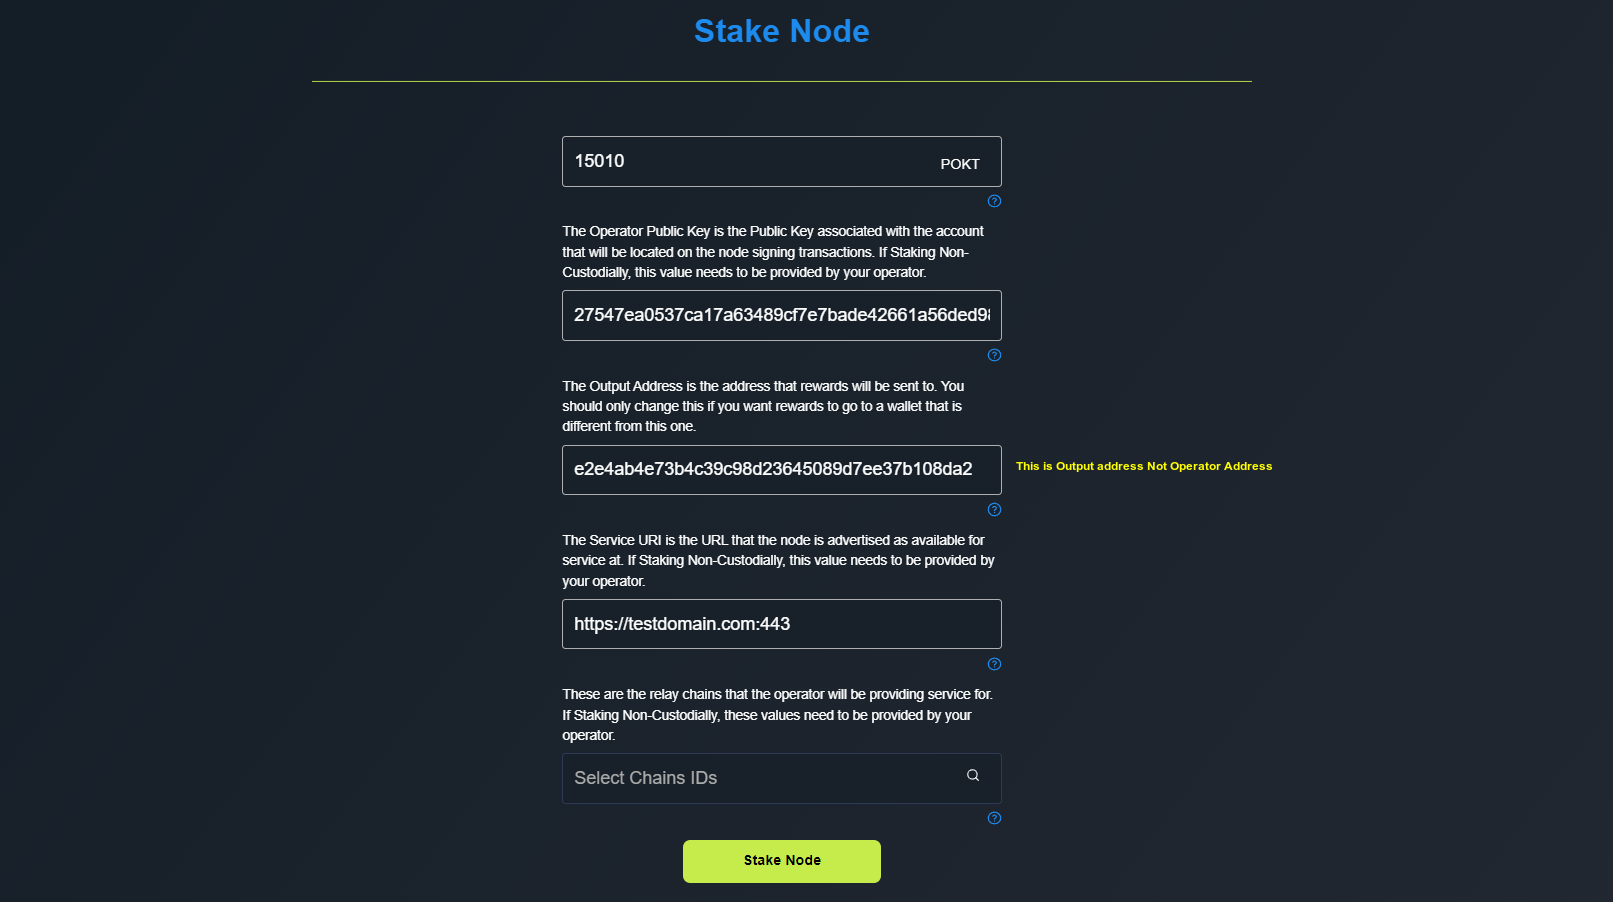 Stake Node
15010
POKT
The Operator Public Key is the Public Key associated with the account
that will be located on the node signing transactions. If Staking Non-
Custodially, this value needs to be provided by your operator.
27547ea0537ca17a63489cf7e7bade42661a56ded98
The Output Address is the address that rewards will be sent to. You
should only change this if you want rewards to go to a wallet that is
different from this one.
e2e4ab4e73b4c39c98d23645089d7ee37b108da2
This is Output address Not Operator Address
The Service URI is the URL that the node is advertised as available for
service at. If Staking Non-Custodially, this value needs to be provided by
your operator.
https://testdomain.com:443
These are the relay chains that the operator will be providing service for.
If Staking Non-Custodially, these values need to be provided by your
operator.
Select Chains IDs
Stake Node